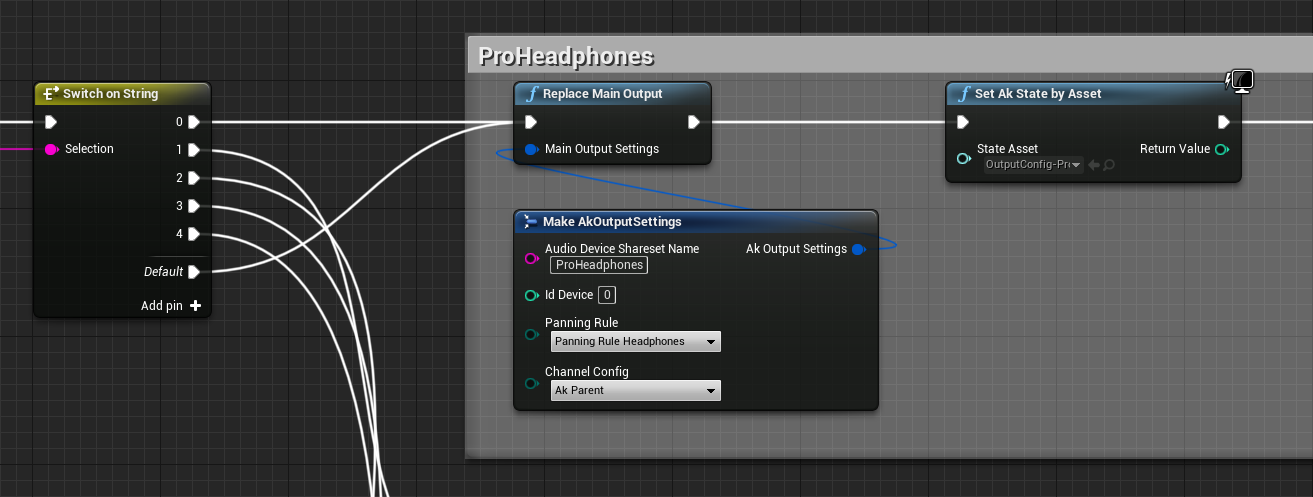 ProHeadphones
Switch on String
0
Selection
1
2
3
4
Default
Add pin
Replace Main Output
Main Output Settings
Set Ak State by Asset
State Asset
Return Value
Make AkOutputSettings
Audio Device Shareset Name
Ak Output Settings
ProHeadphones
Id Device 0
Panning Rule
Panning Rule Headphones
Channel Config
Ak Parent